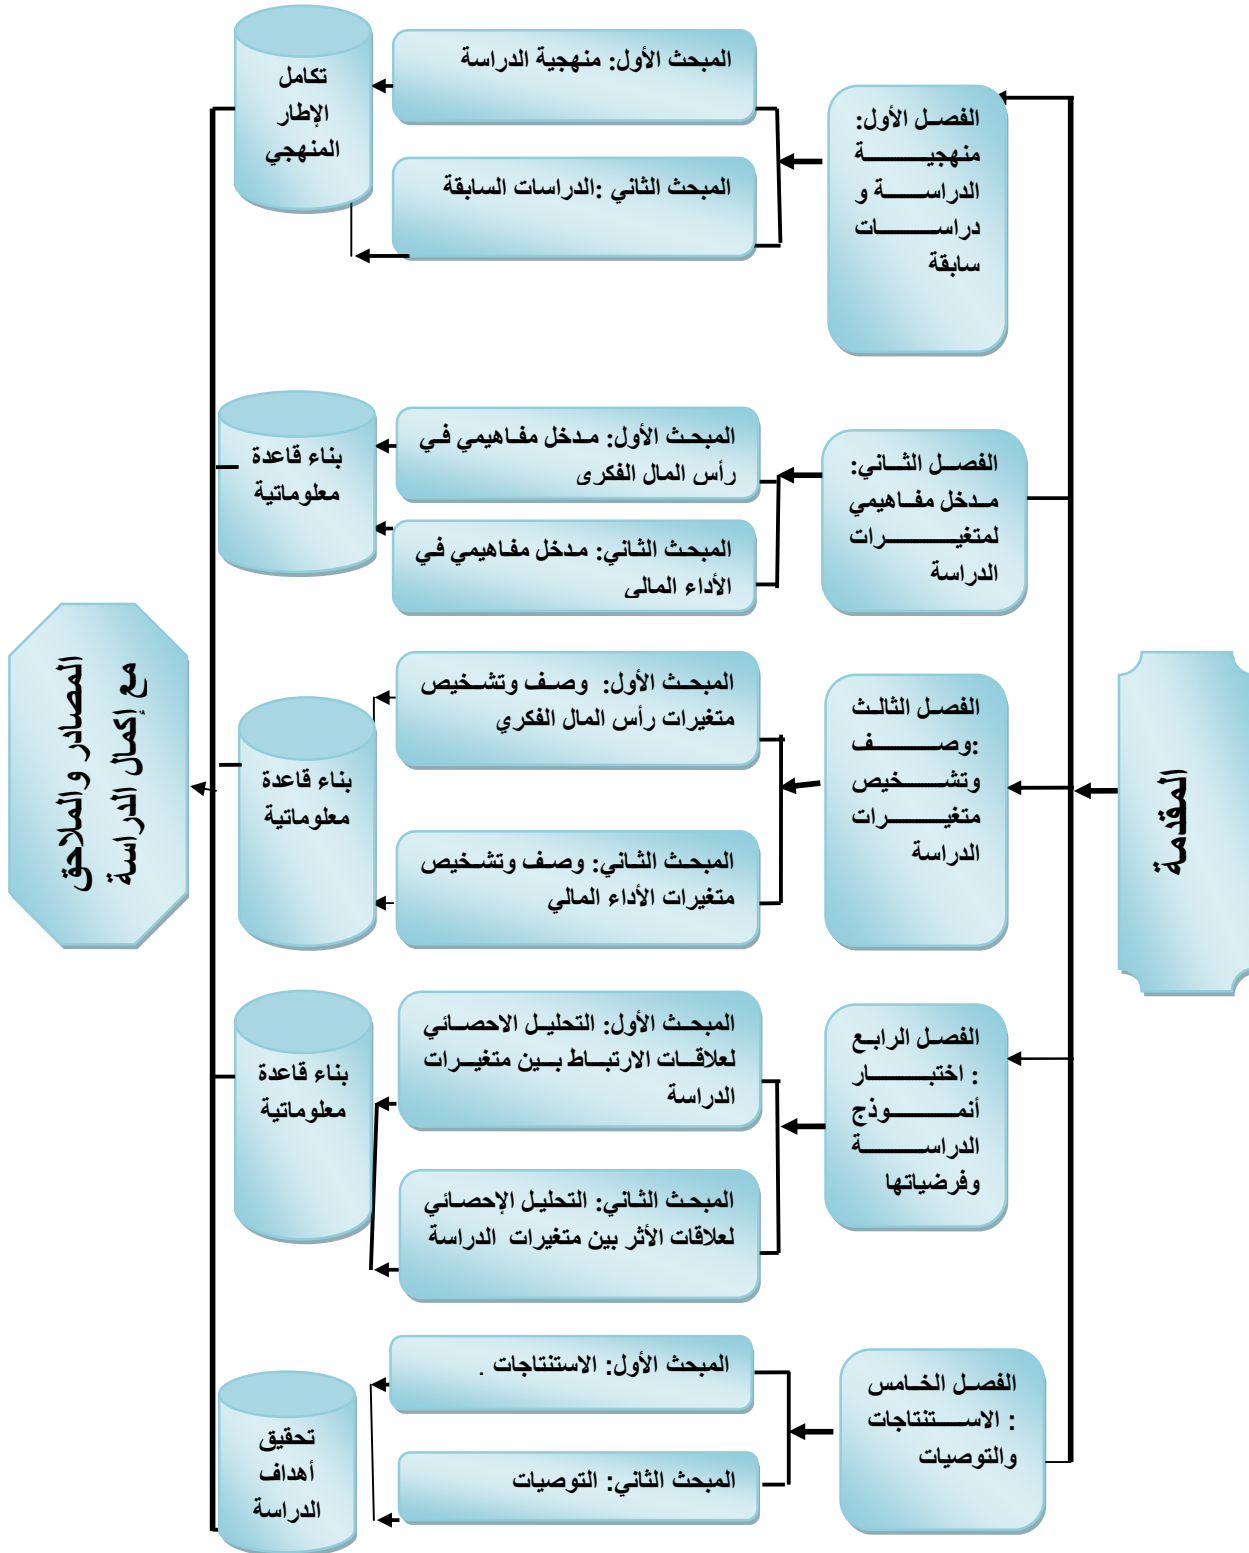 المقدمة
الفصل الأول:
منهجية
الدراسة و
دراسات
سابقة
المبحث الأول: منهجية الدراسة
المبحث الثاني :الدراسات السابقة
تكامل
الإطار
المنهجي
الفصل الثاني:
مدخل مفاهيمي
لمتغيرات
الدراسة
المبحث الأول: مدخل مفاهيمي في
رأس المال الفكري
المبحث الثاني: مدخل مفاهيمي في
الأداء المالي
بناء قاعدة
معلوماتية
الفصل الثالث
:وصف
وتشخيص
متغيرات
الدراسة
المبحث الأول: وصف وتشخيص
متغيرات رأس المال الفكري
المبحث الثاني: وصف وتشخيص
متغيرات الأداء المالي
بناء قاعدة
معلوماتية
الفصل الرابع
: اختبار
أنموذج
الدراسة
وفرضياتها
المبحث الأول: التحليل الاحصائي
لعلاقات الارتباط بين متغيرات
الدراسة
المبحث الثاني: التحليل الإحصائي
لعلاقات الأثر بين متغيرات الدراسة
بناء قاعدة
معلوماتية
الفصل الخامس
: الاستنتاجات
والتوصيات
المبحث الأول: الاستنتاجات .
المبحث الثاني: التوصيات
تحقيق
أهداف
الدراسة
المصادر والملاحق
مع إكمال الدراسة